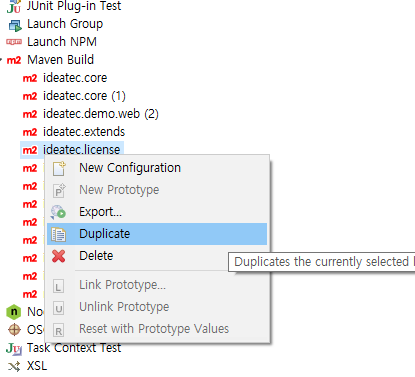 JUnit Plug-in Test
Launch Group
Launch NPM
m2 Maven Build
m2 ideatec.core
m2 ideatec.core (1)
m2 ideatec.demo.web (2)
m2 ideatec.extends
m2 ideatec.license
m2 New Configuration
m2 P New Prototype
m2 Export...
m2 Duplicate
m2 Delete
Duplicates the currently selected l
m2 L Link Prototype...
m2 U Unlink Prototype
n No
R Reset with Prototype Values
OS
JU Task Context Test
XSL